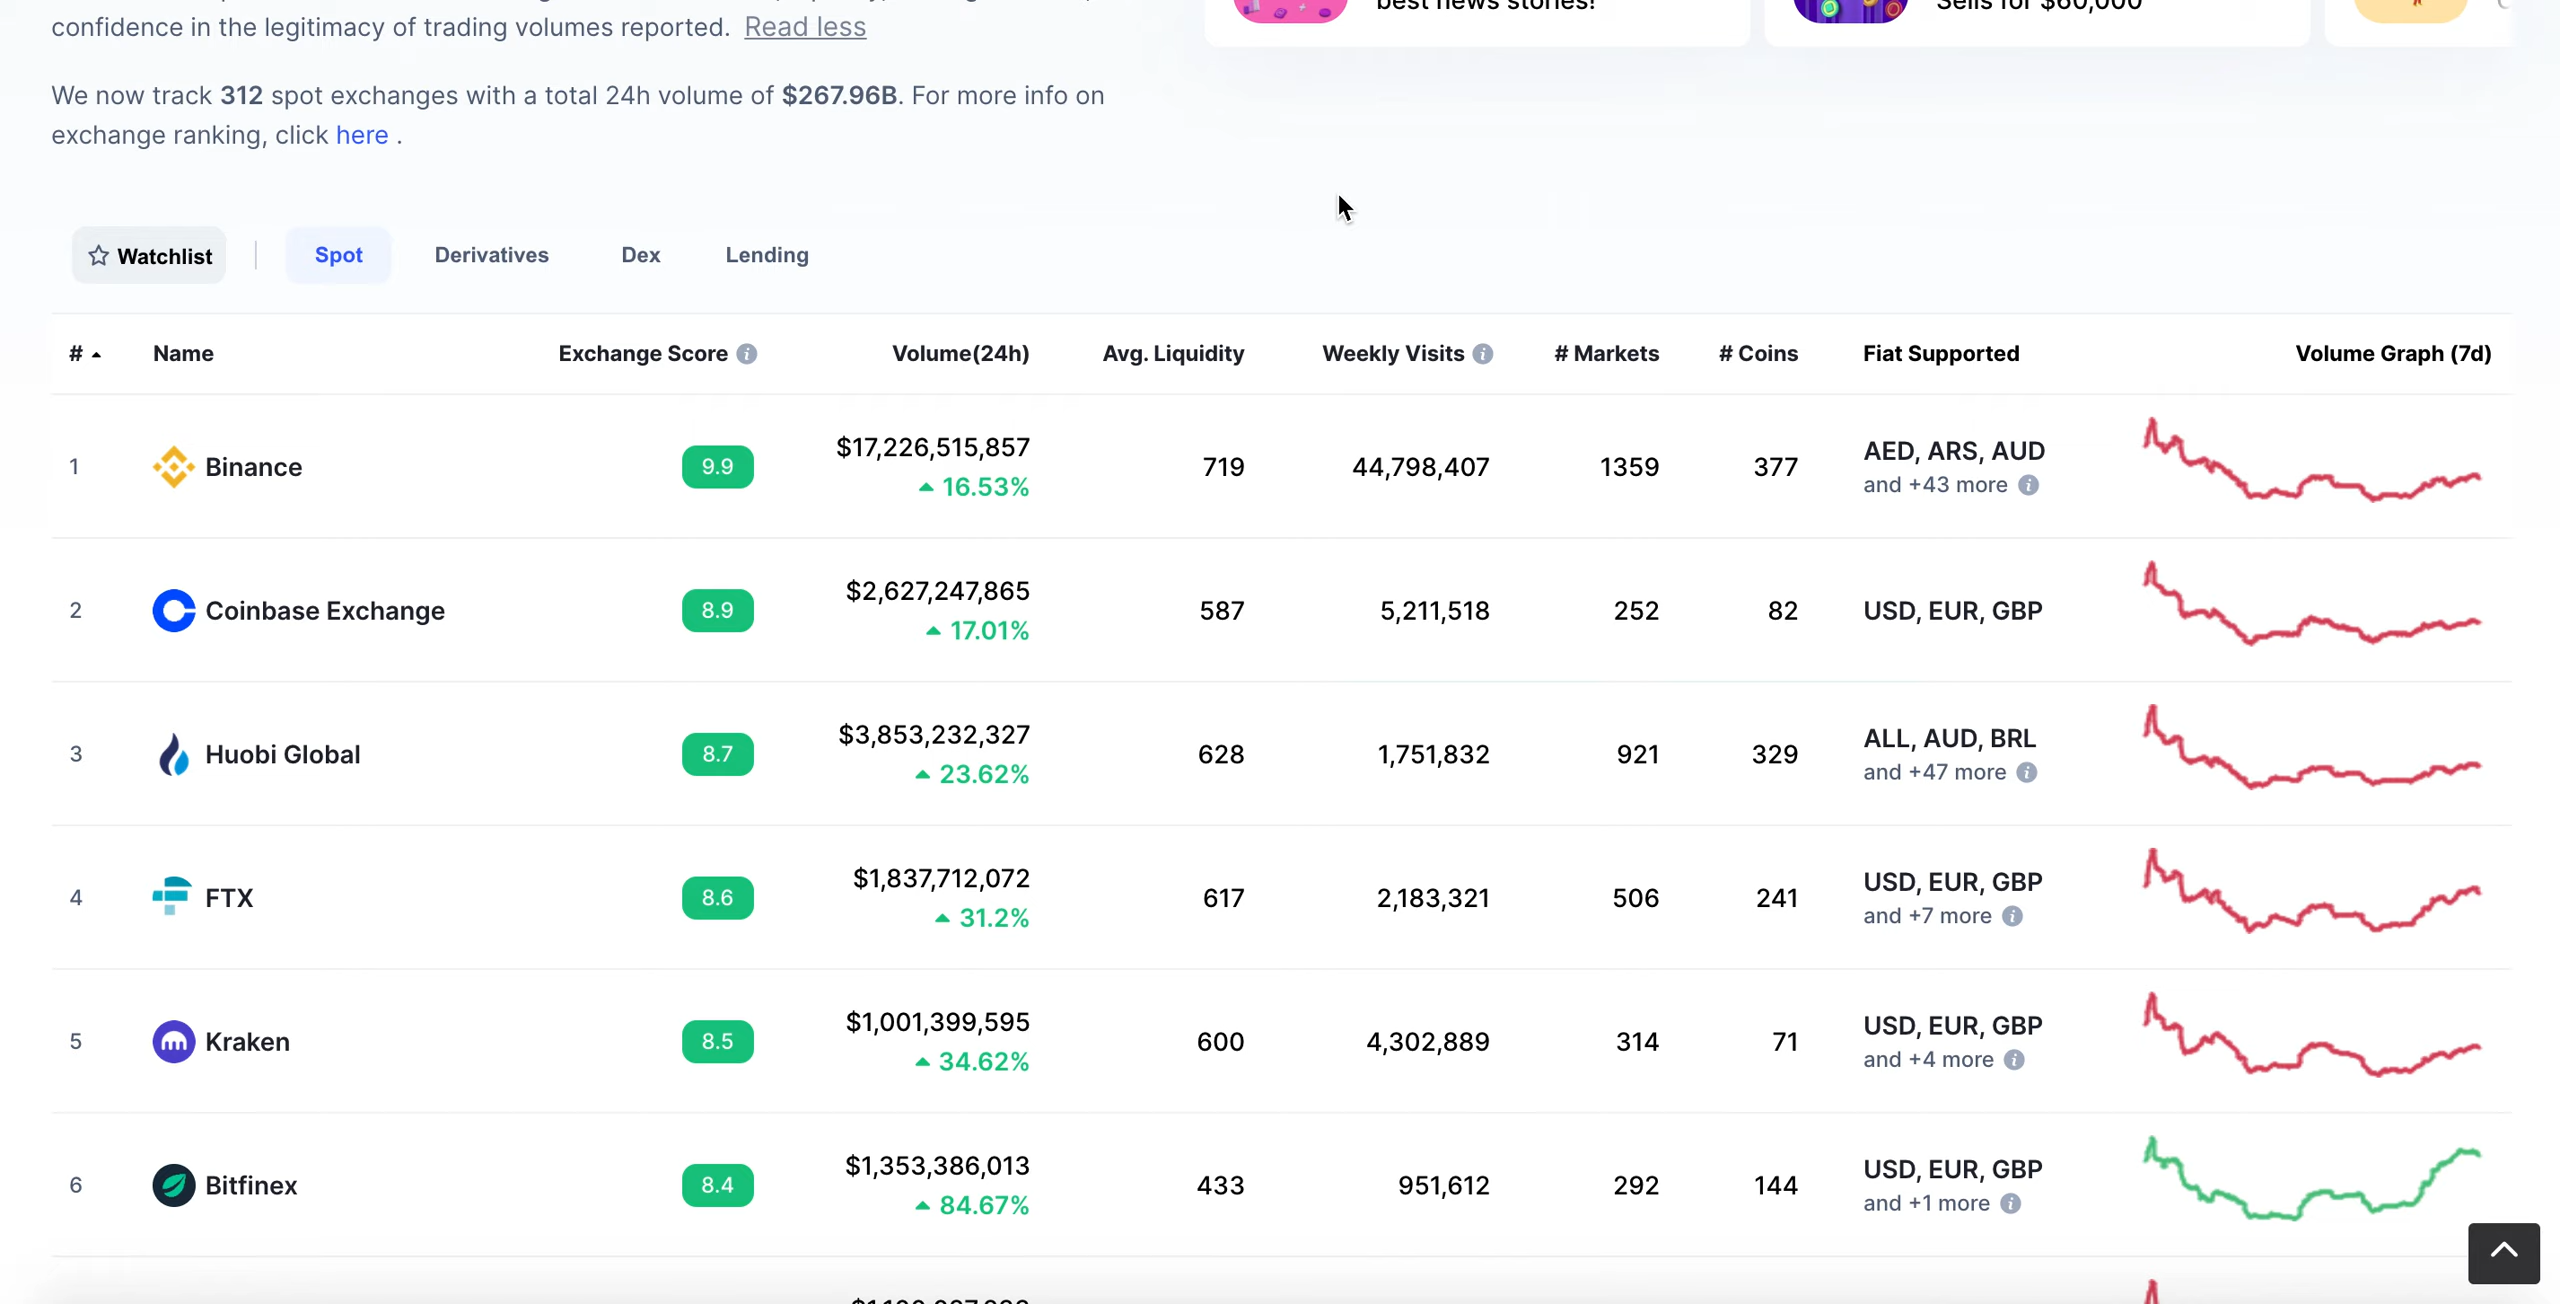 best news stories!
Sells for $60,000
confidence in the legitimacy of trading volumes reported. Read less
We now track 312 spot exchanges with a total 24h volume of $267.96B. For more info on
exchange ranking, click here .
Watchlist Spot Derivatives Dex Lending
# Name Exchange Score Volume(24h) Avg. Liquidity Weekly Visits # Markets # Coins Fiat Supported Volume Graph (7d)
1 Binance 9.9 $17,226,515,857 719 44,798,407 1359 377 AED, ARS, AUD
16.53% and +43 more
2 Coinbase Exchange 8.9 $2,627,247,865 587 5,211,518 252 82 USD, EUR, GBP
17.01%
3 Huobi Global 8.7 $3,853,232,327 628 1,751,832 921 329 ALL, AUD, BRL
23.62% and +47 more
4 FTX 8.6 $1,837,712,072 617 2,183,321 506 241 USD, EUR, GBP
31.2% and +7 more
5 Kraken 8.5 $1,001,399,595 600 4,302,889 314 71 USD, EUR, GBP
34.62% and +4 more
6 Bitfinex 8.4 $1,353,386,013 433 951,612 292 144 USD, EUR, GBP
84.67% and +1 more